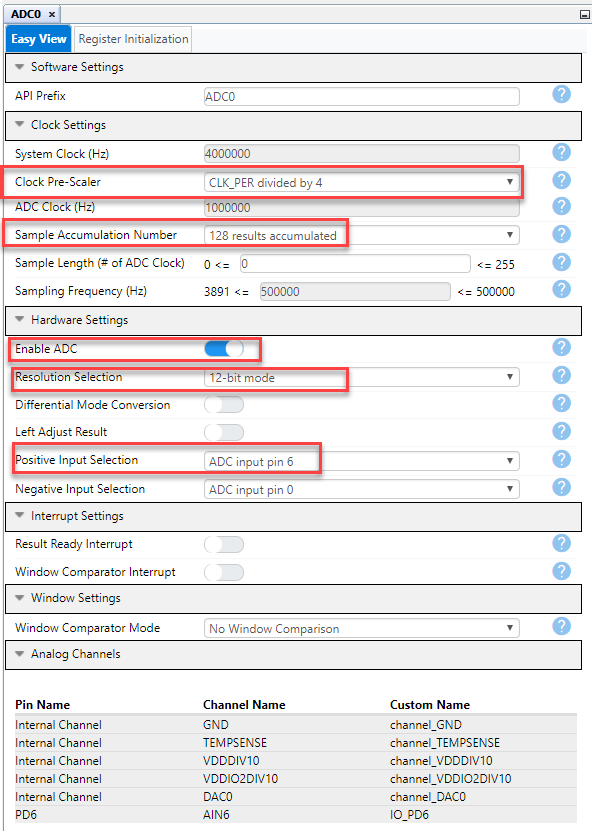 ADC0 ×
Easy View Register Initialization
Software Settings
API Prefix ADC0 ?
Clock Settings
System Clock (Hz) 4000000 ?
Clock Pre-Scaler CLK_PER divided by 4 ?
ADC Clock (Hz) 1000000 ?
Sample Accumulation Number 128 results accumulated ?
Sample Length (# of ADC Clock) 0 <= 0 <= 255 ?
Sampling Frequency (Hz) 3891 <= 500000 <= 500000 ?
Hardware Settings
Enable ADC ?
Resolution Selection 12-bit mode ?
Differential Mode Conversion ?
Left Adjust Result ?
Positive Input Selection ADC input pin 6 ?
Negative Input Selection ADC input pin 0 ?
Interrupt Settings
Result Ready Interrupt ?
Window Comparator Interrupt ?
Window Settings
Window Comparator Mode No Window Comparison ?
Analog Channels
Pin Name Channel Name Custom Name
Internal Channel GND channel_GND
Internal Channel TEMPSENSE channel_TEMPSENSE
Internal Channel VDDDIV10 channel_VDDDIV10
Internal Channel VDDIO2DIV10 channel_VDDIO2DIV10
Internal Channel DAC0 channel_DAC0
PD6 AIN6 IO_PD6